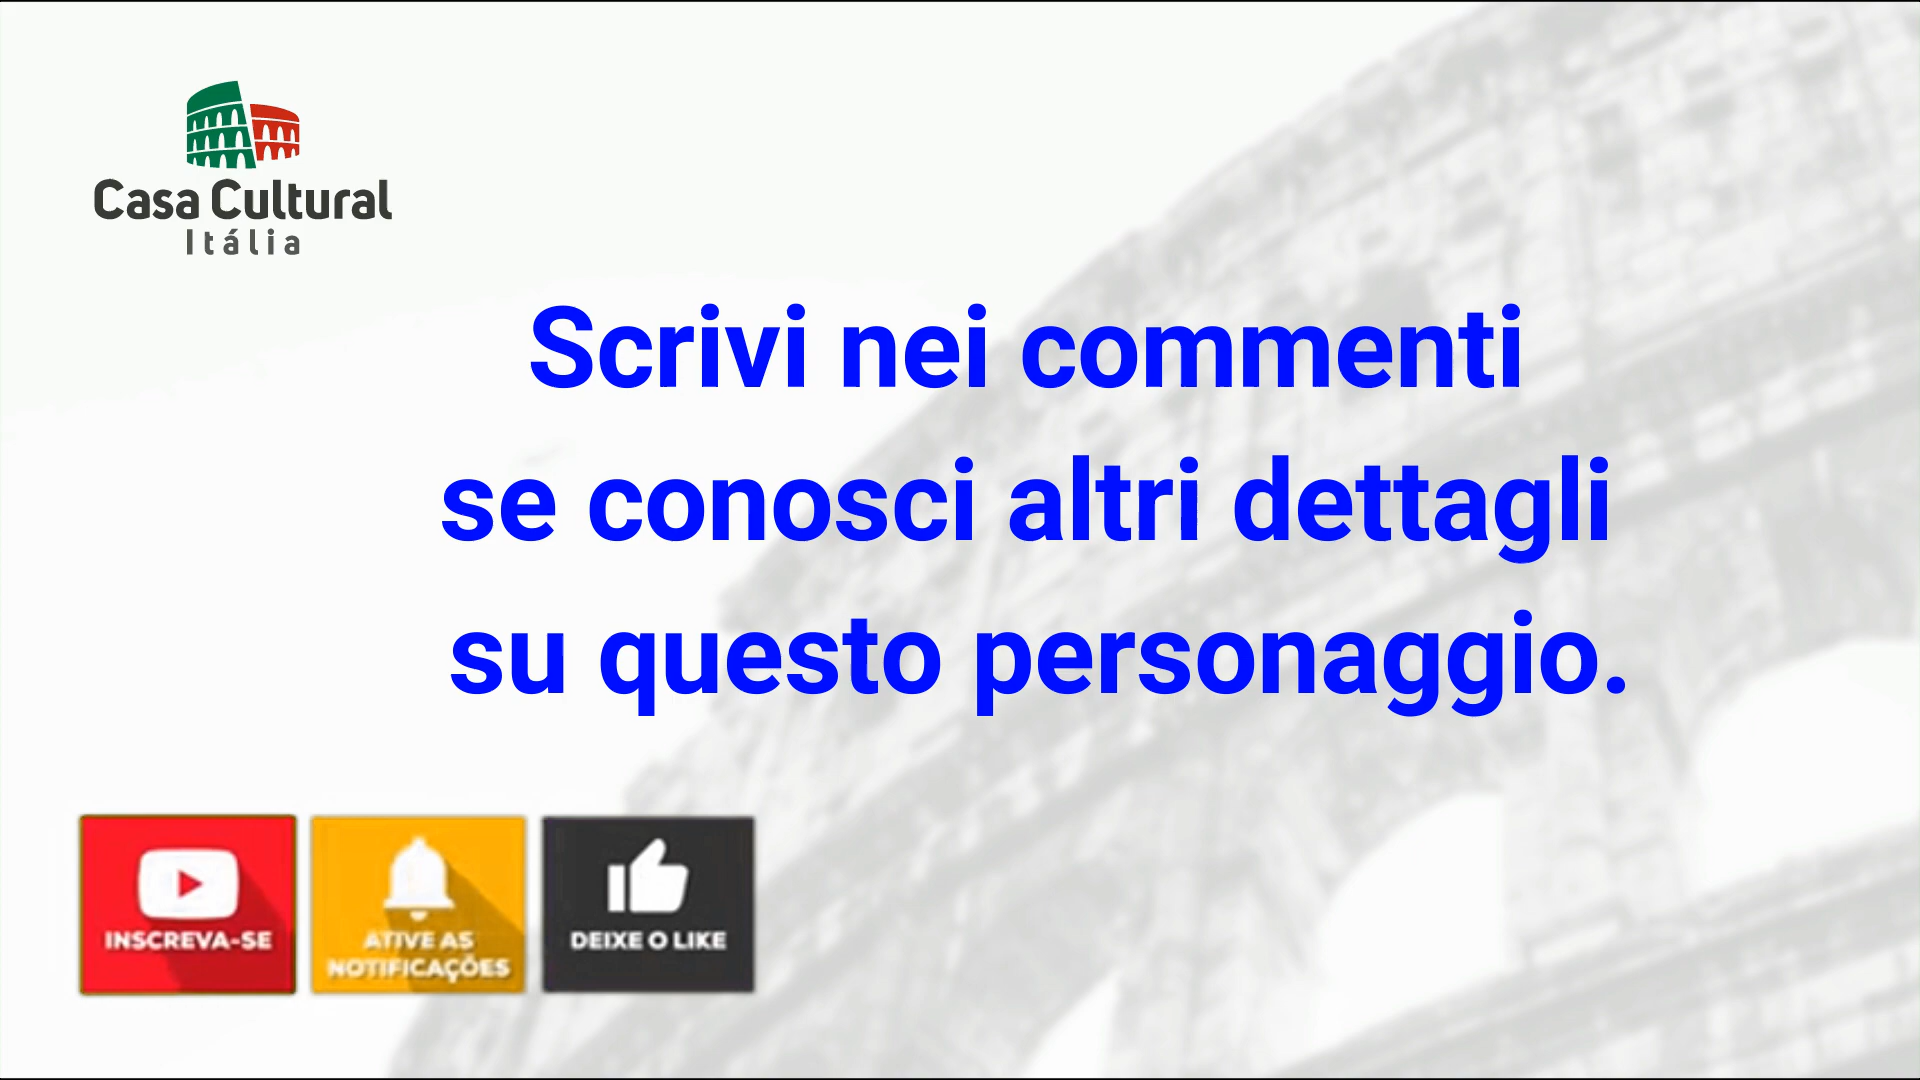 Casa Cultural
Itália
Scrivi nei commenti
se conosci altri dettagli
su questo personaggio.
INSCREVA-SE
ATIVE AS
NOTIFICAÇÕES
DEIXE O LIKE